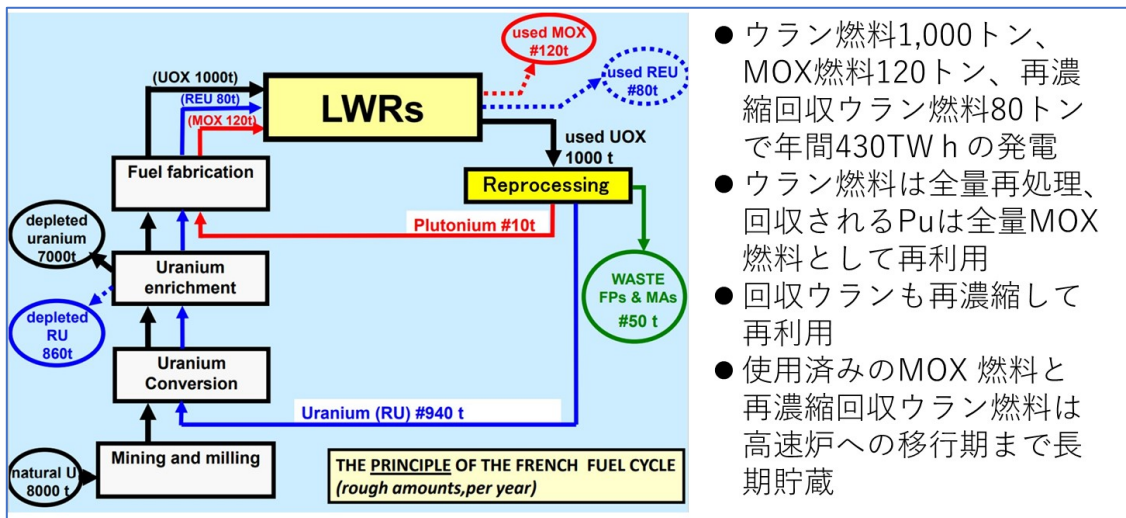 used MOX
#120t
used REU
#80t
(UOX 1000t)
(REU 80t)
(MOX 120t)
LWRs
used UOX
1000 t
Fuel fabrication
Reprocessing
Plutonium #10t
depleted
uranium
7000t
Uranium
enrichment
WASTE
FPs & MAs
#50 t
depleted
RU
860t
Uranium
Conversion
Uranium (RU) #940 t
natural U
8000 t
Mining and milling
THE PRINCIPLE OF THE FRENCH FUEL CYCLE
(rough amounts,per year)
● ウラン燃料1,000トン、
MOX燃料120トン、再濃
縮回収ウラン燃料80トン
で年間430TWｈの発電
● ウラン燃料は全量再処理、
回収されるPuは全量MOX
燃料として再利用
● 回収ウランも再濃縮して
再利用
● 使用済みのMOX 燃料と
再濃縮回収ウラン燃料は
高速炉への移行期まで長
期貯蔵